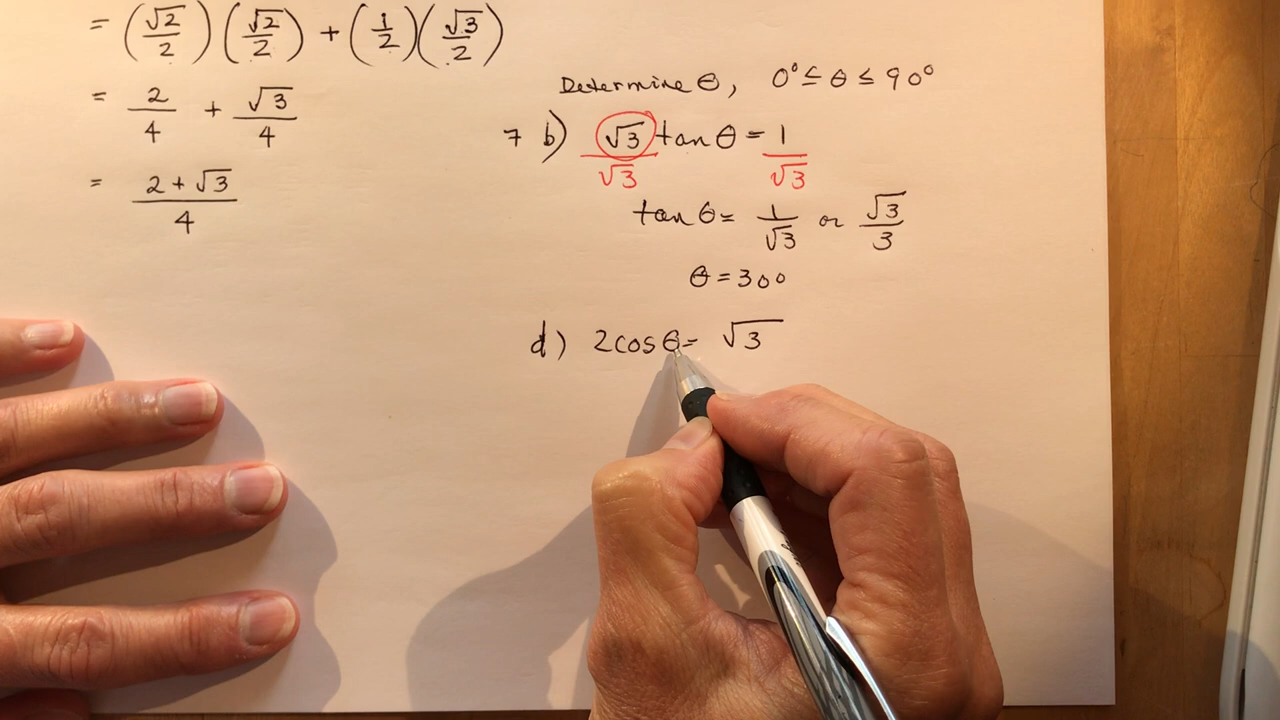 = (√2/2)(√2/2) + (1/2)(√3/2)
= 2/4 + √3/4
= (2 + √3)/4
Determine θ, 0° ≤ θ ≤ 90°
7 b) √3 tan θ = 1
√3 √3
tan θ = 1/√3 or √3/3
θ = 30°
d) 2cos θ = √3